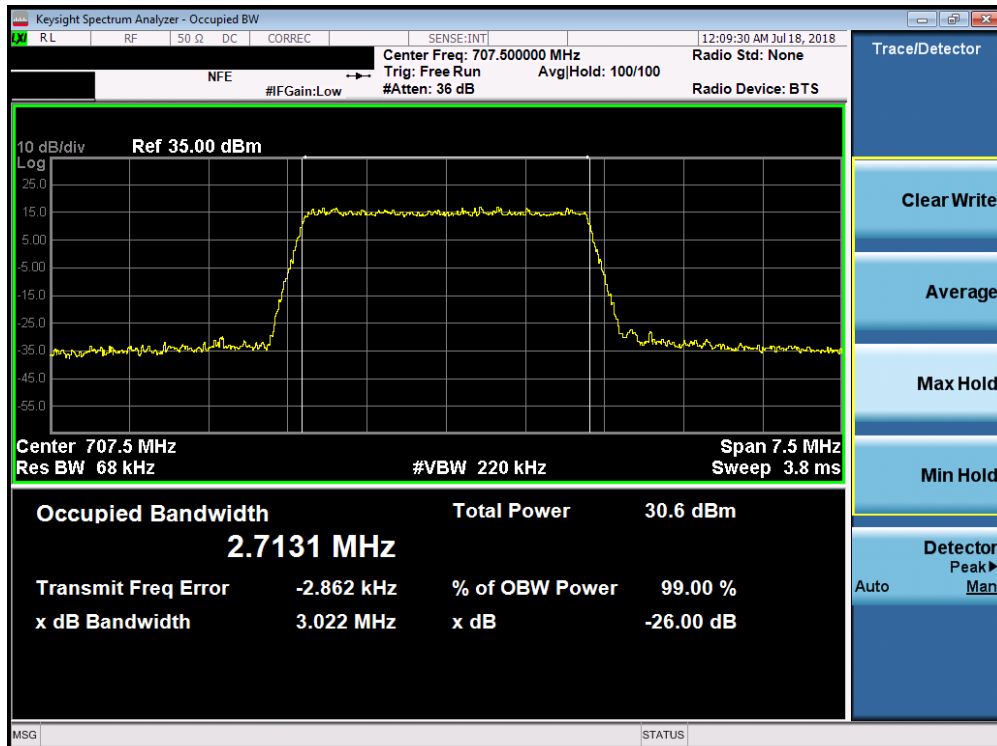 Keysight Spectrum Analyzer - Occupied BW
LXI RL RF 50 Ω DC CORREC SENSE:INT 12:09:30 AM Jul 18, 2018
Center Freq: 707.500000 MHz Radio Std: None
NFE Trig: Free Run Avg|Hold: 100/100
#IFGain:Low #Atten: 36 dB Radio Device: BTS
10 dB/div Ref 35.00 dBm
Log
25.0
15.0
5.00
-5.00
-15.0
-25.0
-35.0
-45.0
-55.0
Center 707.5 MHz Span 7.5 MHz
Res BW 68 kHz #VBW 220 kHz Sweep 3.8 ms
Occupied Bandwidth Total Power 30.6 dBm
2.7131 MHz
Transmit Freq Error -2.862 kHz % of OBW Power 99.00 %
x dB Bandwidth 3.022 MHz x dB -26.00 dB
MSG STATUS
Trace/Detector
Clear Write
Average
Max Hold
Min Hold
Detector
Peak▶
Auto Man